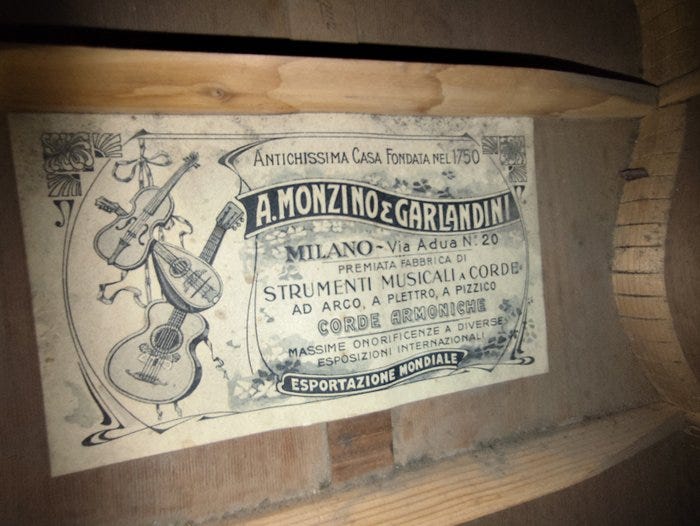 ANTICHISSIMA CASA FONDATA NEL 1750
A. MONZINO & GARLANDINI
MILANO - Via Adua N.º 20
PREMIATA FABBRICA DI
STRUMENTI MUSICALI A CORDE
AD ARCO, A PLETTRO, A PIZZICO
CORDE ARMONICHE
MASSIME ONORIFICENZE A DIVERSE
ESPOSIZIONI INTERNAZIONALI
ESPORTAZIONE MONDIALE